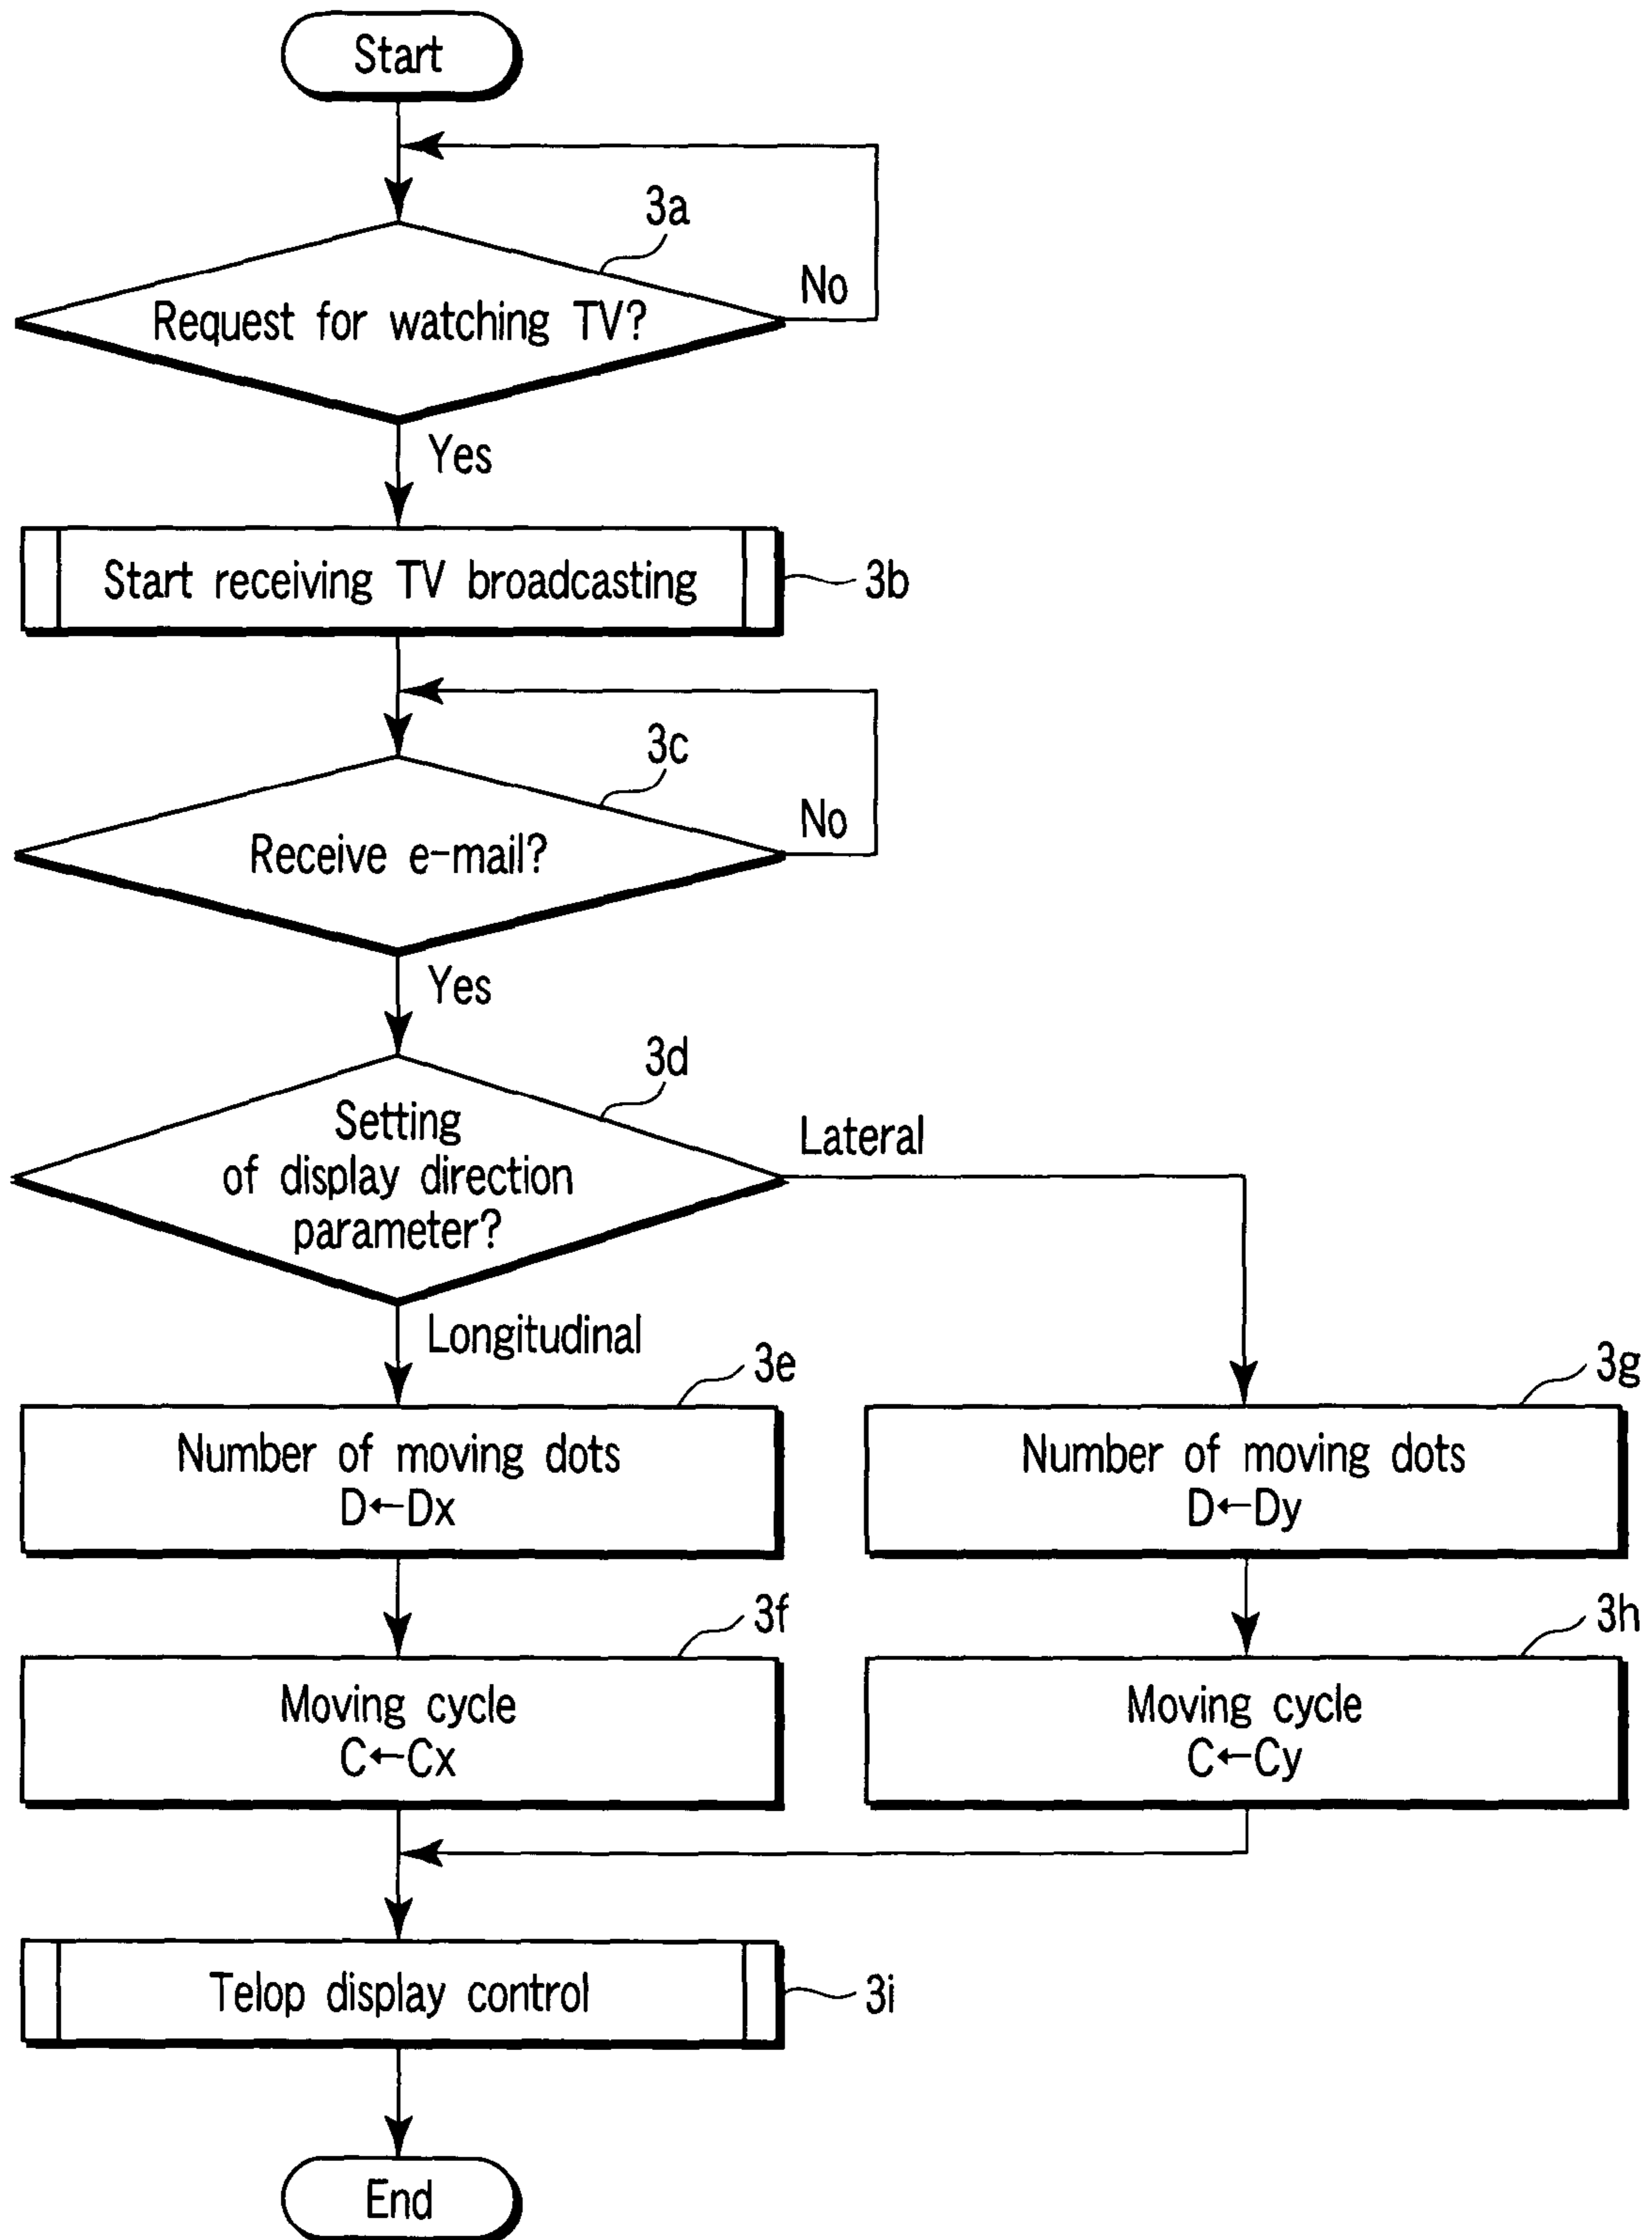 Start
3a
No
Request for watching TV?
Yes
Start receiving TV broadcasting
3b
3c
No
Receive e-mail?
Yes
3d
Setting
of display direction
parameter?
Lateral
Longitudinal
3e
Number of moving dots
D←Dx
3g
Number of moving dots
D←Dy
3f
Moving cycle
C←Cx
3h
Moving cycle
C←Cy
Telop display control
3i
End